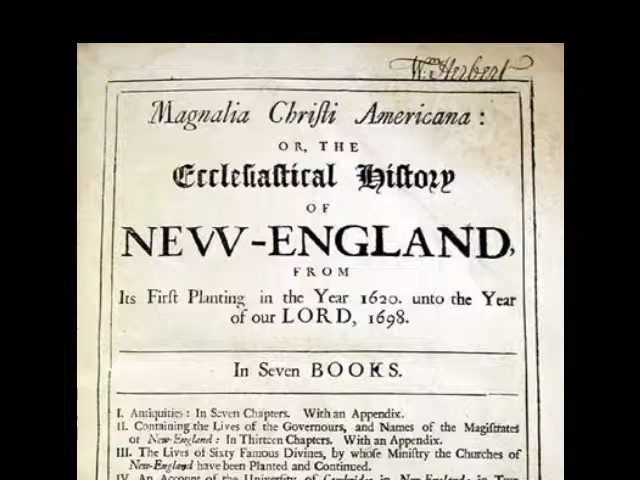 Wm Herbert
Magnalia Chriſti Americana:
OR, THE
Eccleſiaſtical Hiſtory
OF
NEW-ENGLAND,
FROM
Its Firſt Planting in the Year 1620. unto the Year
of our LORD, 1698.
In Seven BOOKS.
I. Antiquities: In Seven Chapters. With an Appendix.
II. Containing the Lives of the Governours, and Names of the Magiſtrates
of New-England: In Thirteen Chapters. With an Appendix.
III. The Lives of Sixty Famous Divines, by whoſe Miniſtry the Churches of
New-England have been Planted and Continued.
IV. An Account of the Univerſity of Cambridge in New-England; in Two